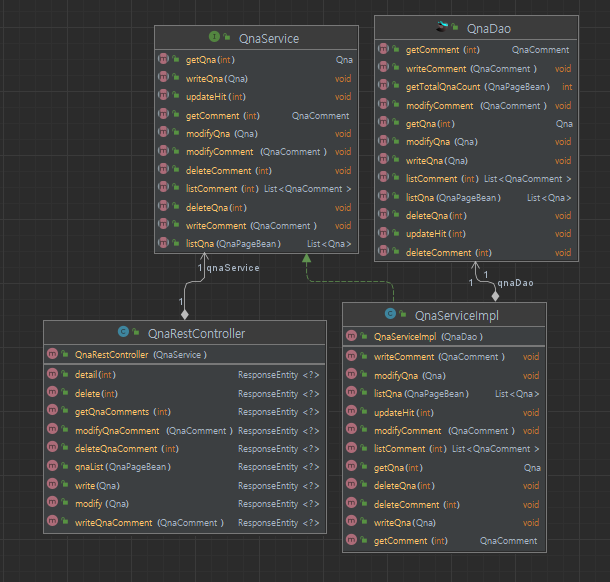 QnaService
getQna(int) Qna
writeQna(Qna) void
updateHit(int) void
getComment (int) QnaComment
modifyQna (Qna) void
modifyComment (QnaComment ) void
deleteComment (int) void
listComment (int) List<QnaComment >
deleteQna(int) void
writeComment (QnaComment ) void
listQna (QnaPageBean) List<Qna>
QnaDao
getComment (int) QnaComment
writeComment (QnaComment ) void
getTotalQnaCount (QnaPageBean) int
modifyComment (QnaComment ) void
getQna(int) Qna
modifyQna (Qna) void
writeQna(Qna) void
listComment (int) List<QnaComment >
listQna (QnaPageBean) List<Qna>
deleteQna(int) void
updateHit(int) void
deleteComment (int) void
1 qnaService
1
1 qnaDao
1
QnaRestController
QnaRestController (QnaService )
detail(int) ResponseEntity <?>
delete(int) ResponseEntity <?>
getQnaComments (int) ResponseEntity <?>
modifyQnaComment (QnaComment ) ResponseEntity <?>
deleteQnaComment (int) ResponseEntity <?>
qnaList(QnaPageBean) ResponseEntity <?>
write(Qna) ResponseEntity <?>
modify (Qna) ResponseEntity <?>
writeQnaComment (QnaComment ) ResponseEntity <?>
QnaServiceImpl
QnaServiceImpl (QnaDao )
writeComment (QnaComment ) void
modifyQna (Qna) void
listQna (QnaPageBean) List<Qna>
updateHit(int) void
modifyComment (QnaComment ) void
listComment (int) List<QnaComment >
getQna(int) Qna
deleteQna(int) void
deleteComment (int) void
writeQna(Qna) void
getComment (int) QnaComment